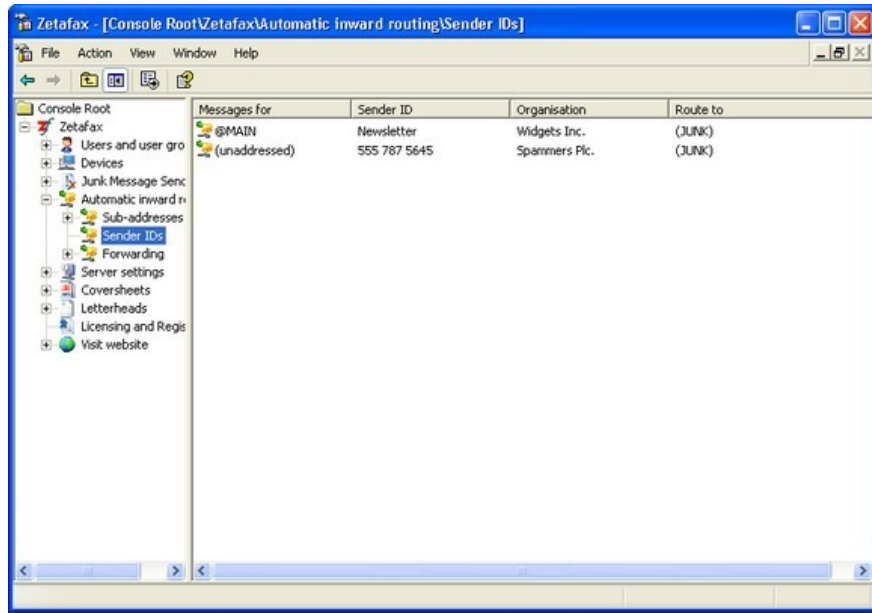 Zetafax - [Console Root\Zetafax\Automatic inward routing\Sender IDs]
File Action View Window Help
Console Root
Zetafax
Users and user gro
Devices
Junk Message Senc
Automatic inward r
Sub-addresses
Sender IDs
Forwarding
Server settings
Coversheets
Letterheads
Licensing and Regis
Visit website
Messages for Sender ID Organisation Route to
@MAIN Newsletter Widgets Inc. (JUNK)
(unaddressed) 555 787 5645 Spammers Plc. (JUNK)